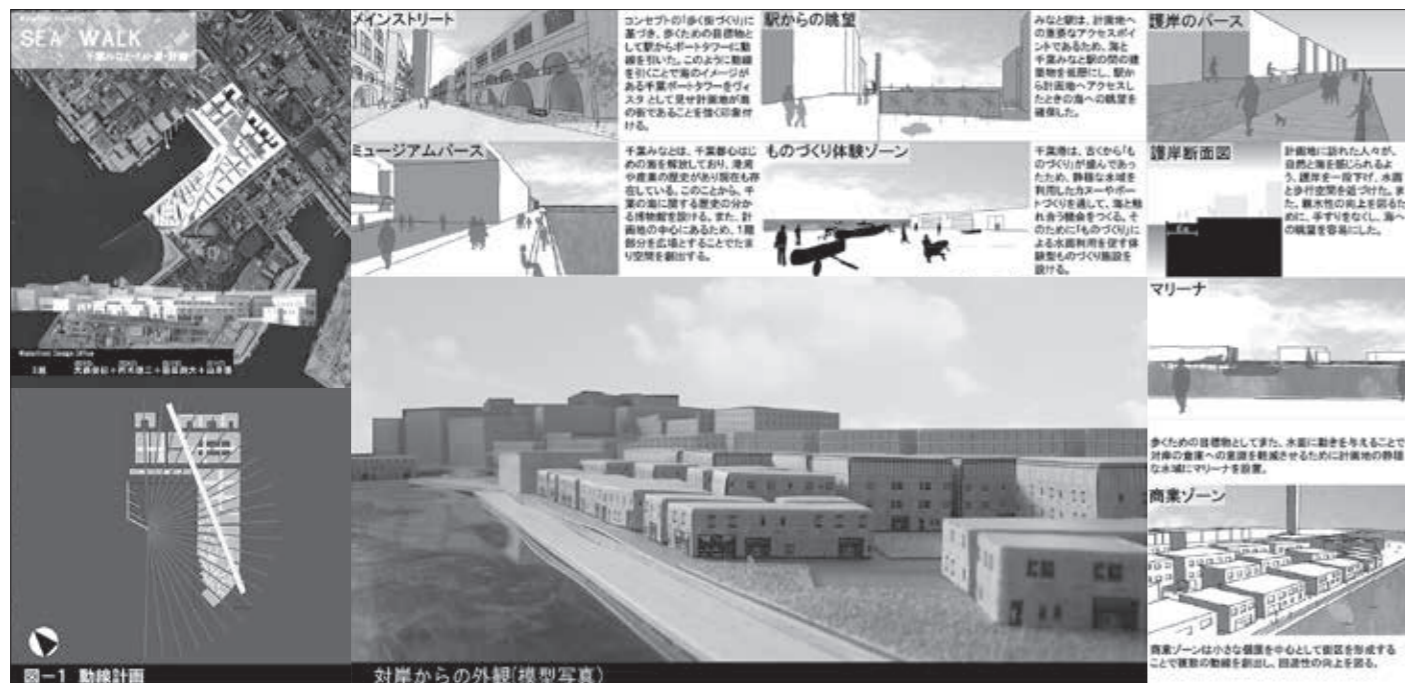 SEA WALK
メインストリート
コンセプトの「歩く街づくり」に
基づき、歩くための目標物と
して駅からポートタワーに動
線を引いた。このように動線
を引くことで海のイメージが
ある千葉ポートタワーをヴィ
スタとして見せ計画地が海
の街であることを強く印象付
ける。
駅からの眺望
みなと駅は、計画地へ
の重要なアクセスポイ
ントであるため、海と
千葉みなと駅の間の建
築物を低層にし、駅か
ら計画地へアクセスし
たときの海への眺望を
確保した。
護岸のパース
ミュージアムパース
千葉みなとは、千葉都心はじ
めの海を解放しており、港湾
や産業の歴史があり現在も存
在している。このことから、千
葉の海に関する歴史の分か
る博物館を設ける。また、計
画地の中心にあるため、1階
部分を広場とすることでたま
り空間を創出する。
ものづくり体験ゾーン
千葉港は、古くから「も
のづくり」が盛んであっ
たため、静穏な水域を
利用したカヌーやボー
トづくりを通して、海と触
れ合う機会をつくる。そ
のために「ものづくり」に
よる水面利用を促す体
験型ものづくり施設を
設ける。
護岸断面図
計画地に訪れた人々が、
自然と海を感じられるよ
う、護岸を一段下げ、水面
と歩行空間を近づけた。ま
た、親水性の向上を図るた
めに、手すりをなくし、海へ
の眺望を容易にした。
マリーナ
歩くための目標物としてまた、水面に動きを与えることで
対岸の倉庫への意識を軽減させるために計画地の静穏
な水域にマリーナを設置。
商業ゾーン
商業ゾーンは小さな個店を中心として街区を形成する
ことで複数の動線を創出し、回遊性の向上を図る。
Waterfront Design Office
図-1 動線計画
対岸からの外観(模型写真)